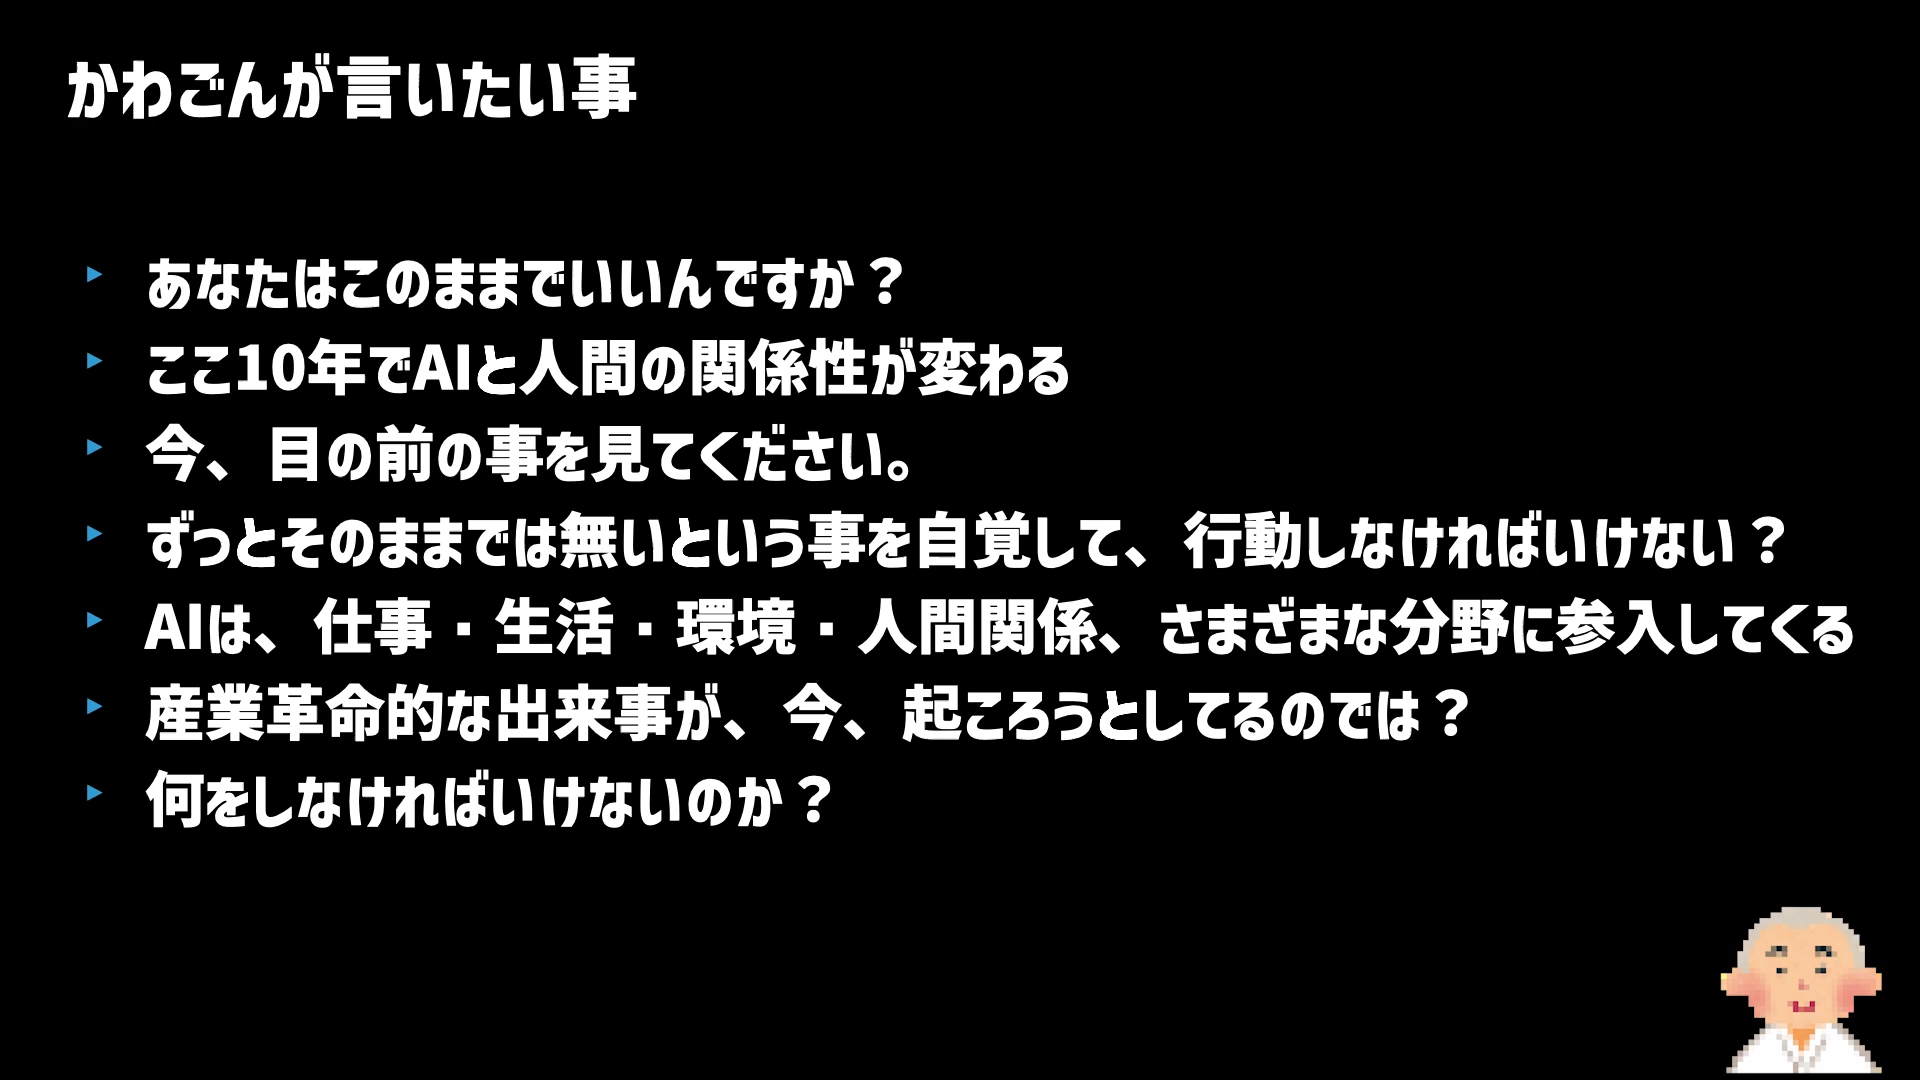 かわごんが言いたい事
あなたはこのままでいいんですか？
ここ10年でAIと人間の関係性が変わる
今、目の前の事を見てください。
ずっとそのままでは無いという事を自覚して、行動しなければいけない？
AIは、仕事・生活・環境・人間関係、さまざまな分野に参入してくる
産業革命的な出来事が、今、起ころうとしてるのでは？
何をしなければいけないのか？